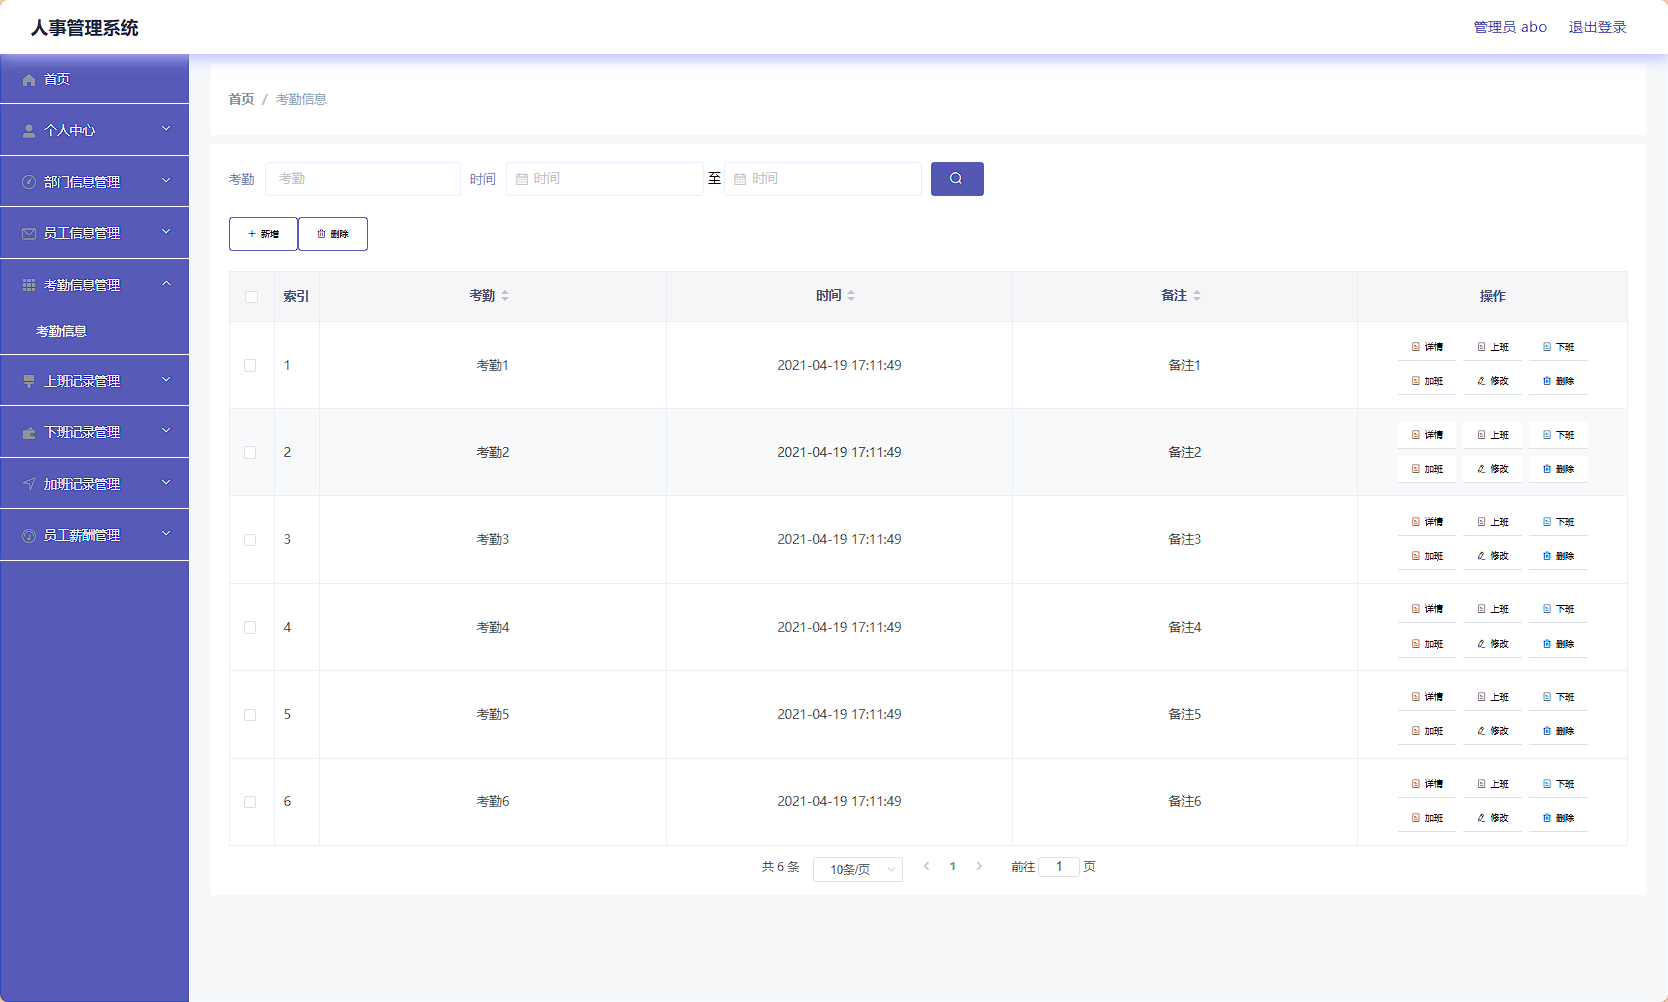 人事管理系统
管理员 abo 退出登录
首页
个人中心
部门信息管理
员工信息管理
考勤信息管理
考勤信息
上班记录管理
下班记录管理
加班记录管理
员工薪酬管理
首页 / 考勤信息
考勤 考勤 时间 时间 至 时间
新增 删除
索引 考勤 时间 备注 操作
1 考勤1 2021-04-19 17:11:49 备注1
详情 上班 下班
加班 修改 删除
2 考勤2 2021-04-19 17:11:49 备注2
详情 上班 下班
加班 修改 删除
3 考勤3 2021-04-19 17:11:49 备注3
详情 上班 下班
加班 修改 删除
4 考勤4 2021-04-19 17:11:49 备注4
详情 上班 下班
加班 修改 删除
5 考勤5 2021-04-19 17:11:49 备注5
详情 上班 下班
加班 修改 删除
6 考勤6 2021-04-19 17:11:49 备注6
详情 上班 下班
加班 修改 删除
共 6 条 10条/页 1 前往 1 页